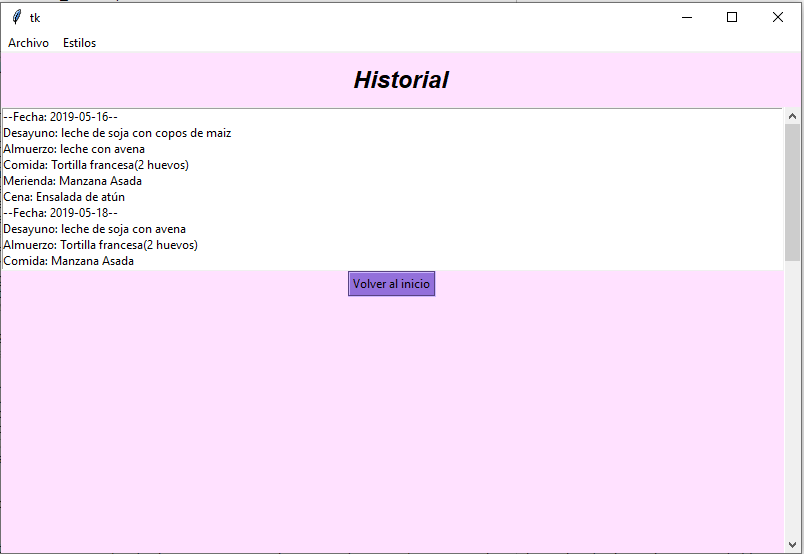 tk
Archivo Estilos
Historial
--Fecha: 2019-05-16--
Desayuno: leche de soja con copos de maiz
Almuerzo: leche con avena
Comida: Tortilla francesa(2 huevos)
Merienda: Manzana Asada
Cena: Ensalada de atún
--Fecha: 2019-05-18--
Desayuno: leche de soja con avena
Almuerzo: Tortilla francesa(2 huevos)
Comida: Manzana Asada
Volver al inicio